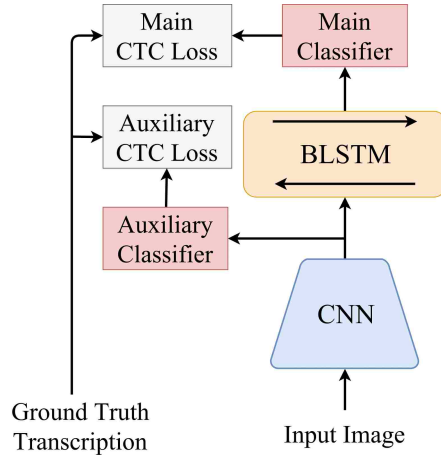 Main
CTC Loss
Main
Classifier
Auxiliary
CTC Loss
BLSTM
Auxiliary
Classifier
CNN
Ground Truth
Transcription
Input Image